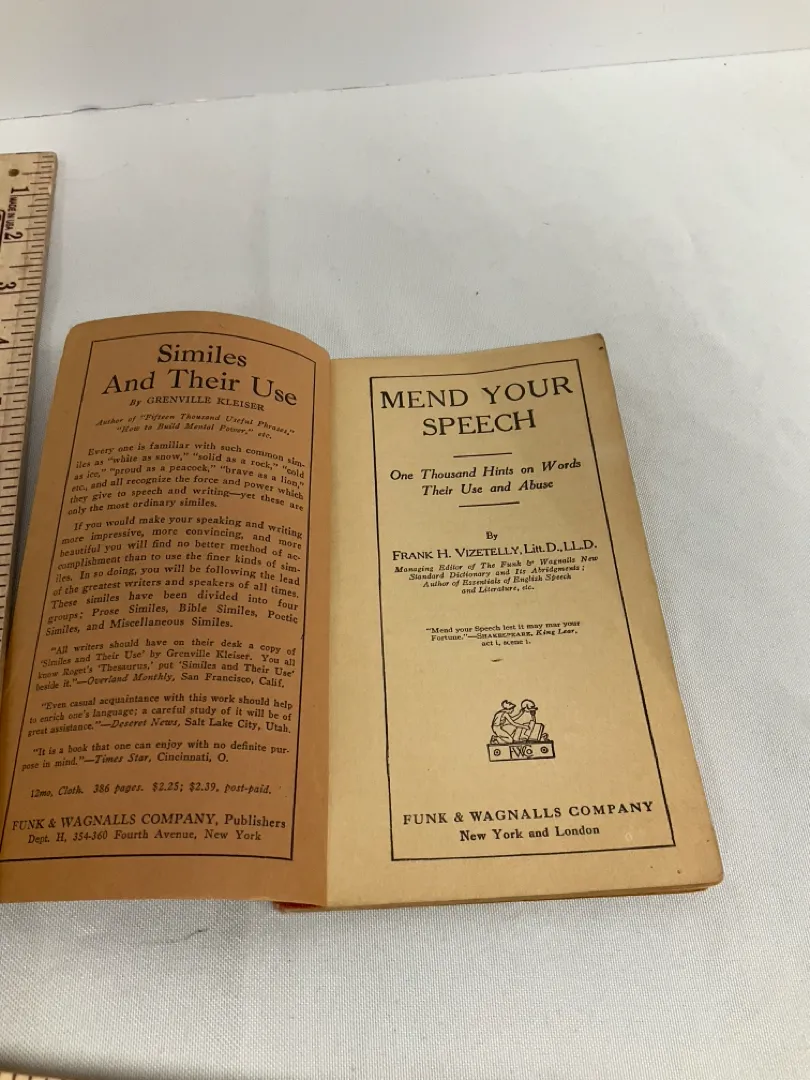 1 MADE IN USA
2
3
4
Similes
And Their Use
By GRENVILLE KLEISER
Author of "Fifteen Thousand Useful Phrases,"
"How to Build Mental Power," etc.
Every one is familiar with such common sim-
iles as "white as snow," "solid as a rock," "cold
as ice," "proud as a peacock," "brave as a lion,"
etc., and all recognize the force and power which
they give to speech and writing—yet these are
only the most ordinary similes.
If you would make your speaking and writing
more impressive, more convincing, and more
beautiful you will find no better method of ac-
complishment than to use the finer kinds of sim-
iles. In so doing, you will be following the lead
of the greatest writers and speakers of all times.
These similes have been divided into four
groups; Prose Similes, Bible Similes, Poetic
Similes, and Miscellaneous Similes.
"All writers should have on their desk a copy of
'Similes and Their Use' by Grenville Kleiser. You all
know Roget's 'Thesaurus,' put 'Similes and Their Use'
beside it."—Overland Monthly, San Francisco, Calif.
"Even casual acquaintance with this work should help
to enrich one's language; a careful study of it will be of
great assistance."—Deseret News, Salt Lake City, Utah.
"It is a book that one can enjoy with no definite pur-
pose in mind."—Times Star, Cincinnati, O.
12mo, Cloth. 386 pages. $2.25; $2.39, post-paid.
FUNK & WAGNALLS COMPANY, Publishers
Dept. H, 354-360 Fourth Avenue, New York
MEND YOUR
SPEECH
One Thousand Hints on Words
Their Use and Abuse
By
FRANK H. VIZETELLY, Litt.D., LL.D.
Managing Editor of The Funk & Wagnalls New
Standard Dictionary and Its Abridgments;
Author of Essentials of English Speech
and Literature, etc.
"Mend your Speech lest it may mar your
Fortune."—SHAKESPEARE, King Lear,
act i, scene 1.
FWCo
FUNK & WAGNALLS COMPANY
New York and London